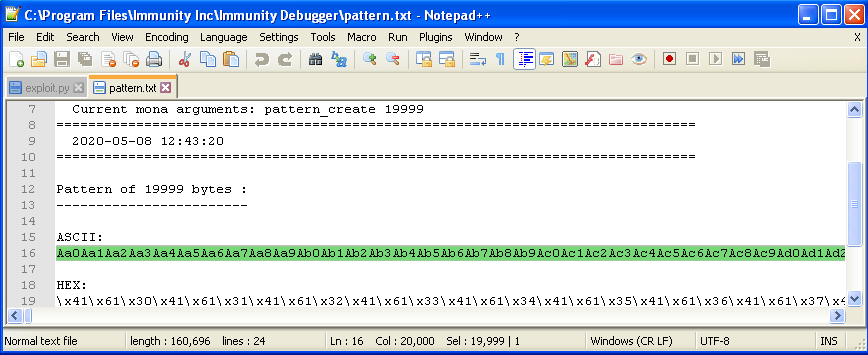 C:\Program Files\Immunity Inc\Immunity Debugger\pattern.txt - Notepad++
File Edit Search View Encoding Language Settings Tools Macro Run Plugins Window ? X
exploit.py pattern.txt
7 Current mona arguments: pattern_create 19999
8 ================================================================================
9 2020-05-08 12:43:20
10 ================================================================================
11
12 Pattern of 19999 bytes :
13 ------------------------
14
15 ASCII:
16 Aa0Aa1Aa2Aa3Aa4Aa5Aa6Aa7Aa8Aa9Ab0Ab1Ab2Ab3Ab4Ab5Ab6Ab7Ab8Ab9Ac0Ac1Ac2Ac3Ac4Ac5Ac6Ac7Ac8Ac9Ad0Ad1Ad2
17
18 HEX:
19 \x41\x61\x30\x41\x61\x31\x41\x61\x32\x41\x61\x33\x41\x61\x34\x41\x61\x35\x41\x61\x36\x41\x61\x37\x4
Normal text file length : 160,696 lines : 24 Ln : 16 Col : 20,000 Sel : 19,999 | 1 Windows (CR LF) UTF-8 INS